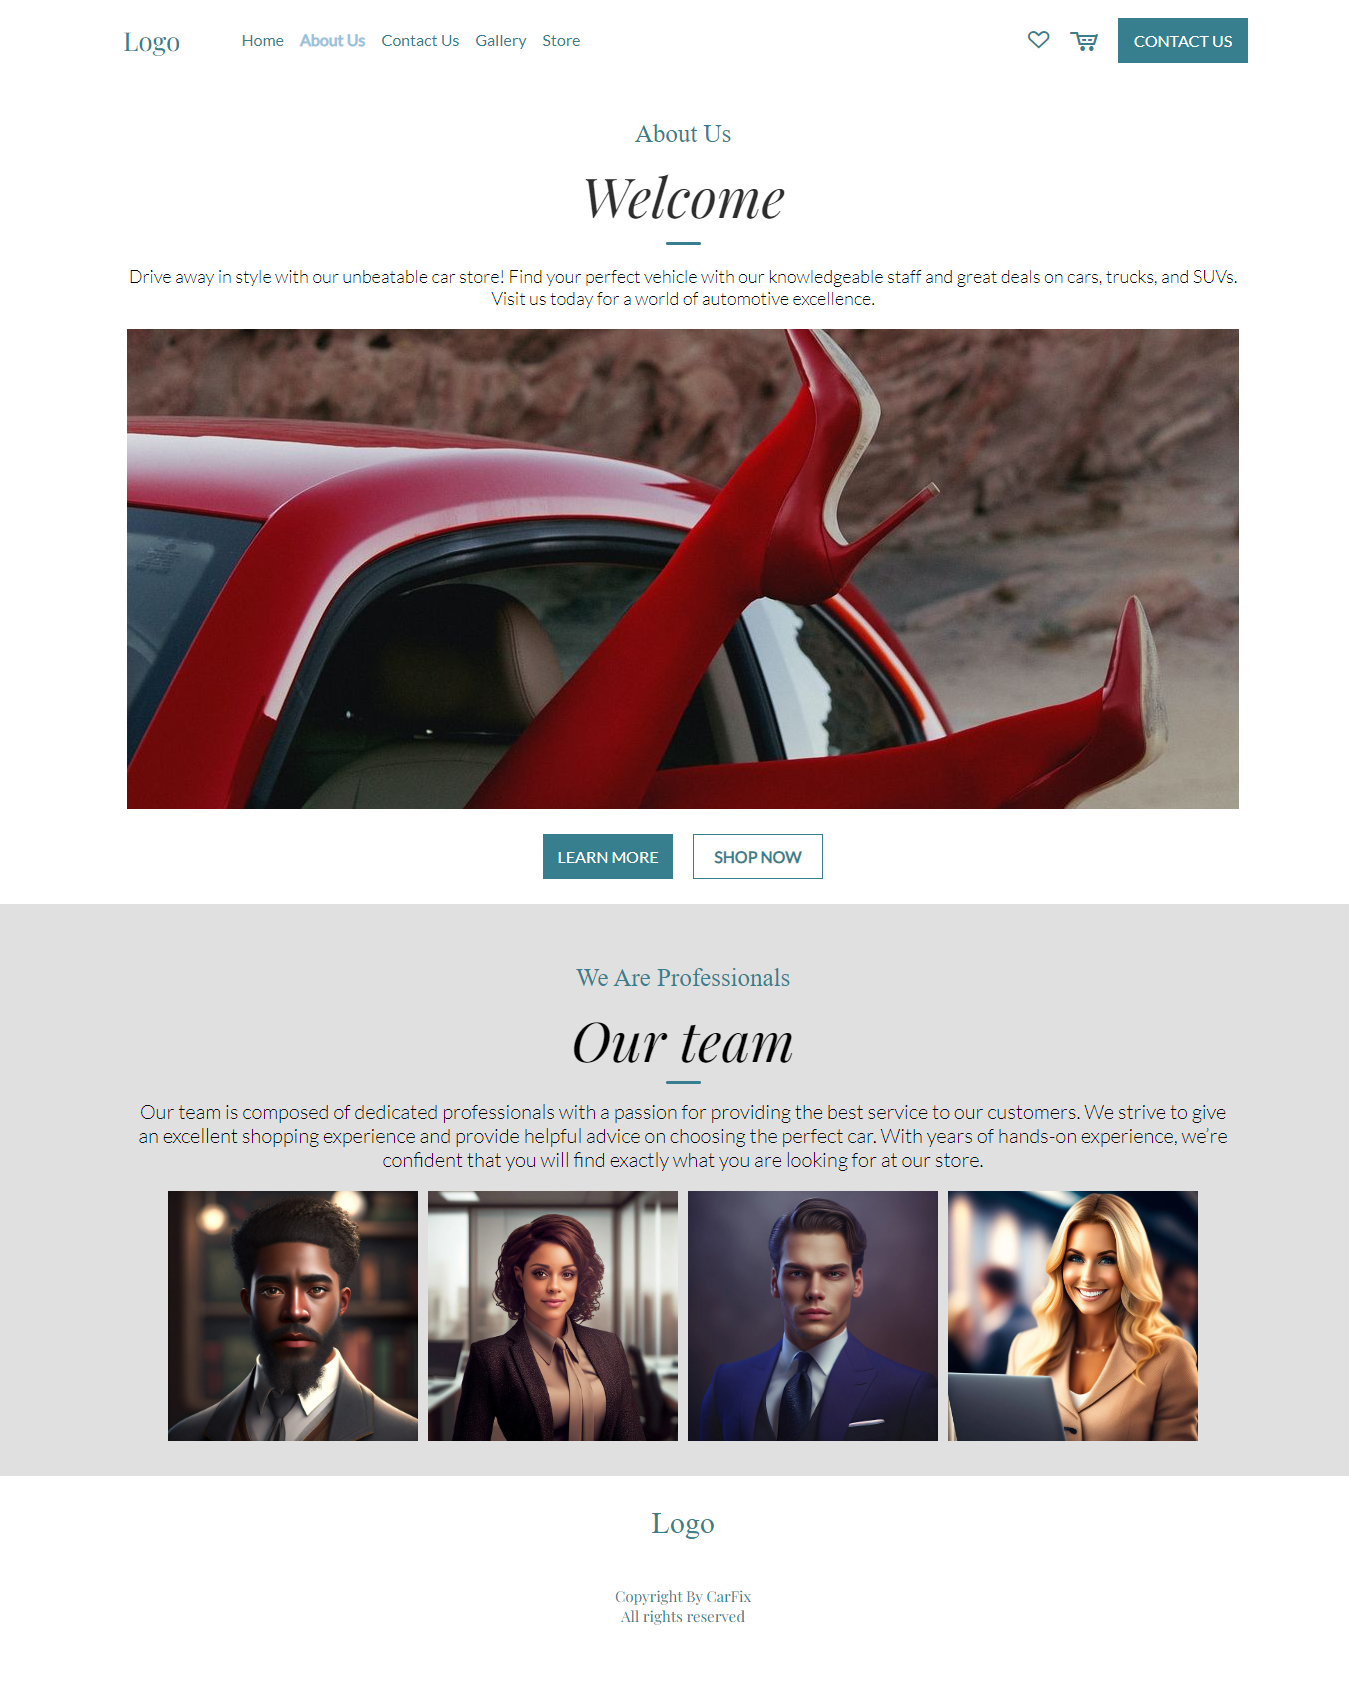 Logo
Home About Us Contact Us Gallery Store
CONTACT US
About Us
Welcome
Drive away in style with our unbeatable car store! Find your perfect vehicle with our knowledgeable staff and great deals on cars, trucks, and SUVs.
Visit us today for a world of automotive excellence.
LEARN MORE
SHOP NOW
We Are Professionals
Our team
Our team is composed of dedicated professionals with a passion for providing the best service to our customers. We strive to give
an excellent shopping experience and provide helpful advice on choosing the perfect car. With years of hands-on experience, we’re
confident that you will find exactly what you are looking for at our store.
Logo
Copyright By CarFix
All rights reserved